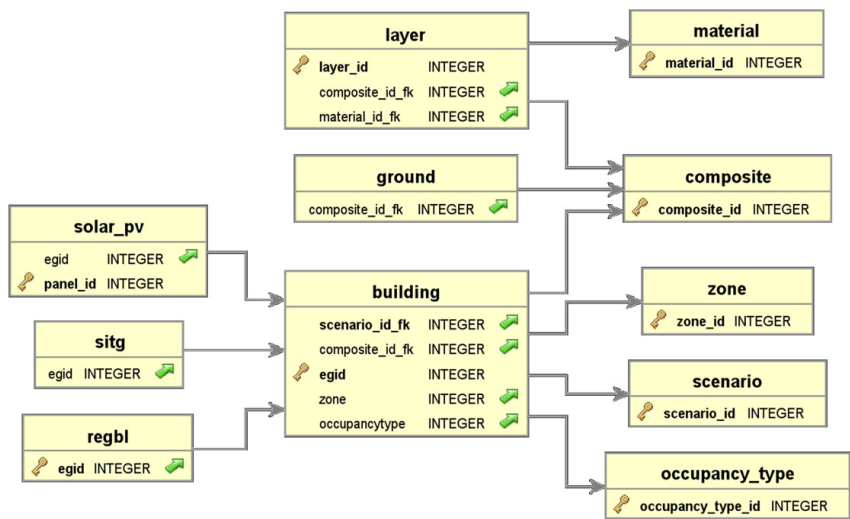 layer
layer_id INTEGER
composite_id_fk INTEGER
material_id_fk INTEGER
material
material_id INTEGER
ground
composite_id_fk INTEGER
composite
composite_id INTEGER
solar_pv
egid INTEGER
panel_id INTEGER
building
scenario_id_fk INTEGER
composite_id_fk INTEGER
egid INTEGER
zone INTEGER
occupancytype INTEGER
zone
zone_id INTEGER
sitg
egid INTEGER
scenario
scenario_id INTEGER
regbl
egid INTEGER
occupancy_type
occupancy_type_id INTEGER